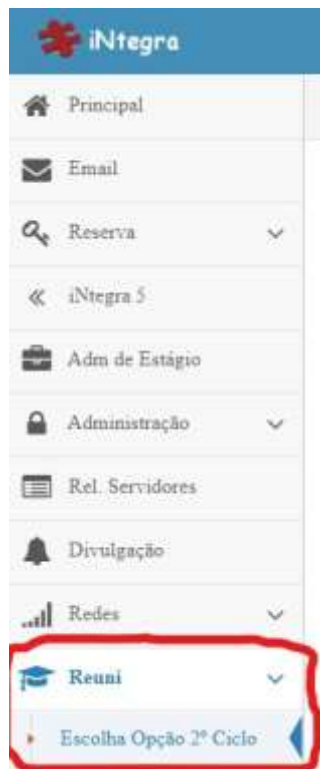 iNtegra
Principal
Email
Reserva
iNtegra 5
Adm de Estágio
Administração
Rel. Servidores
Divulgação
Redes
Reuni
Escolha Opção 2º Ciclo